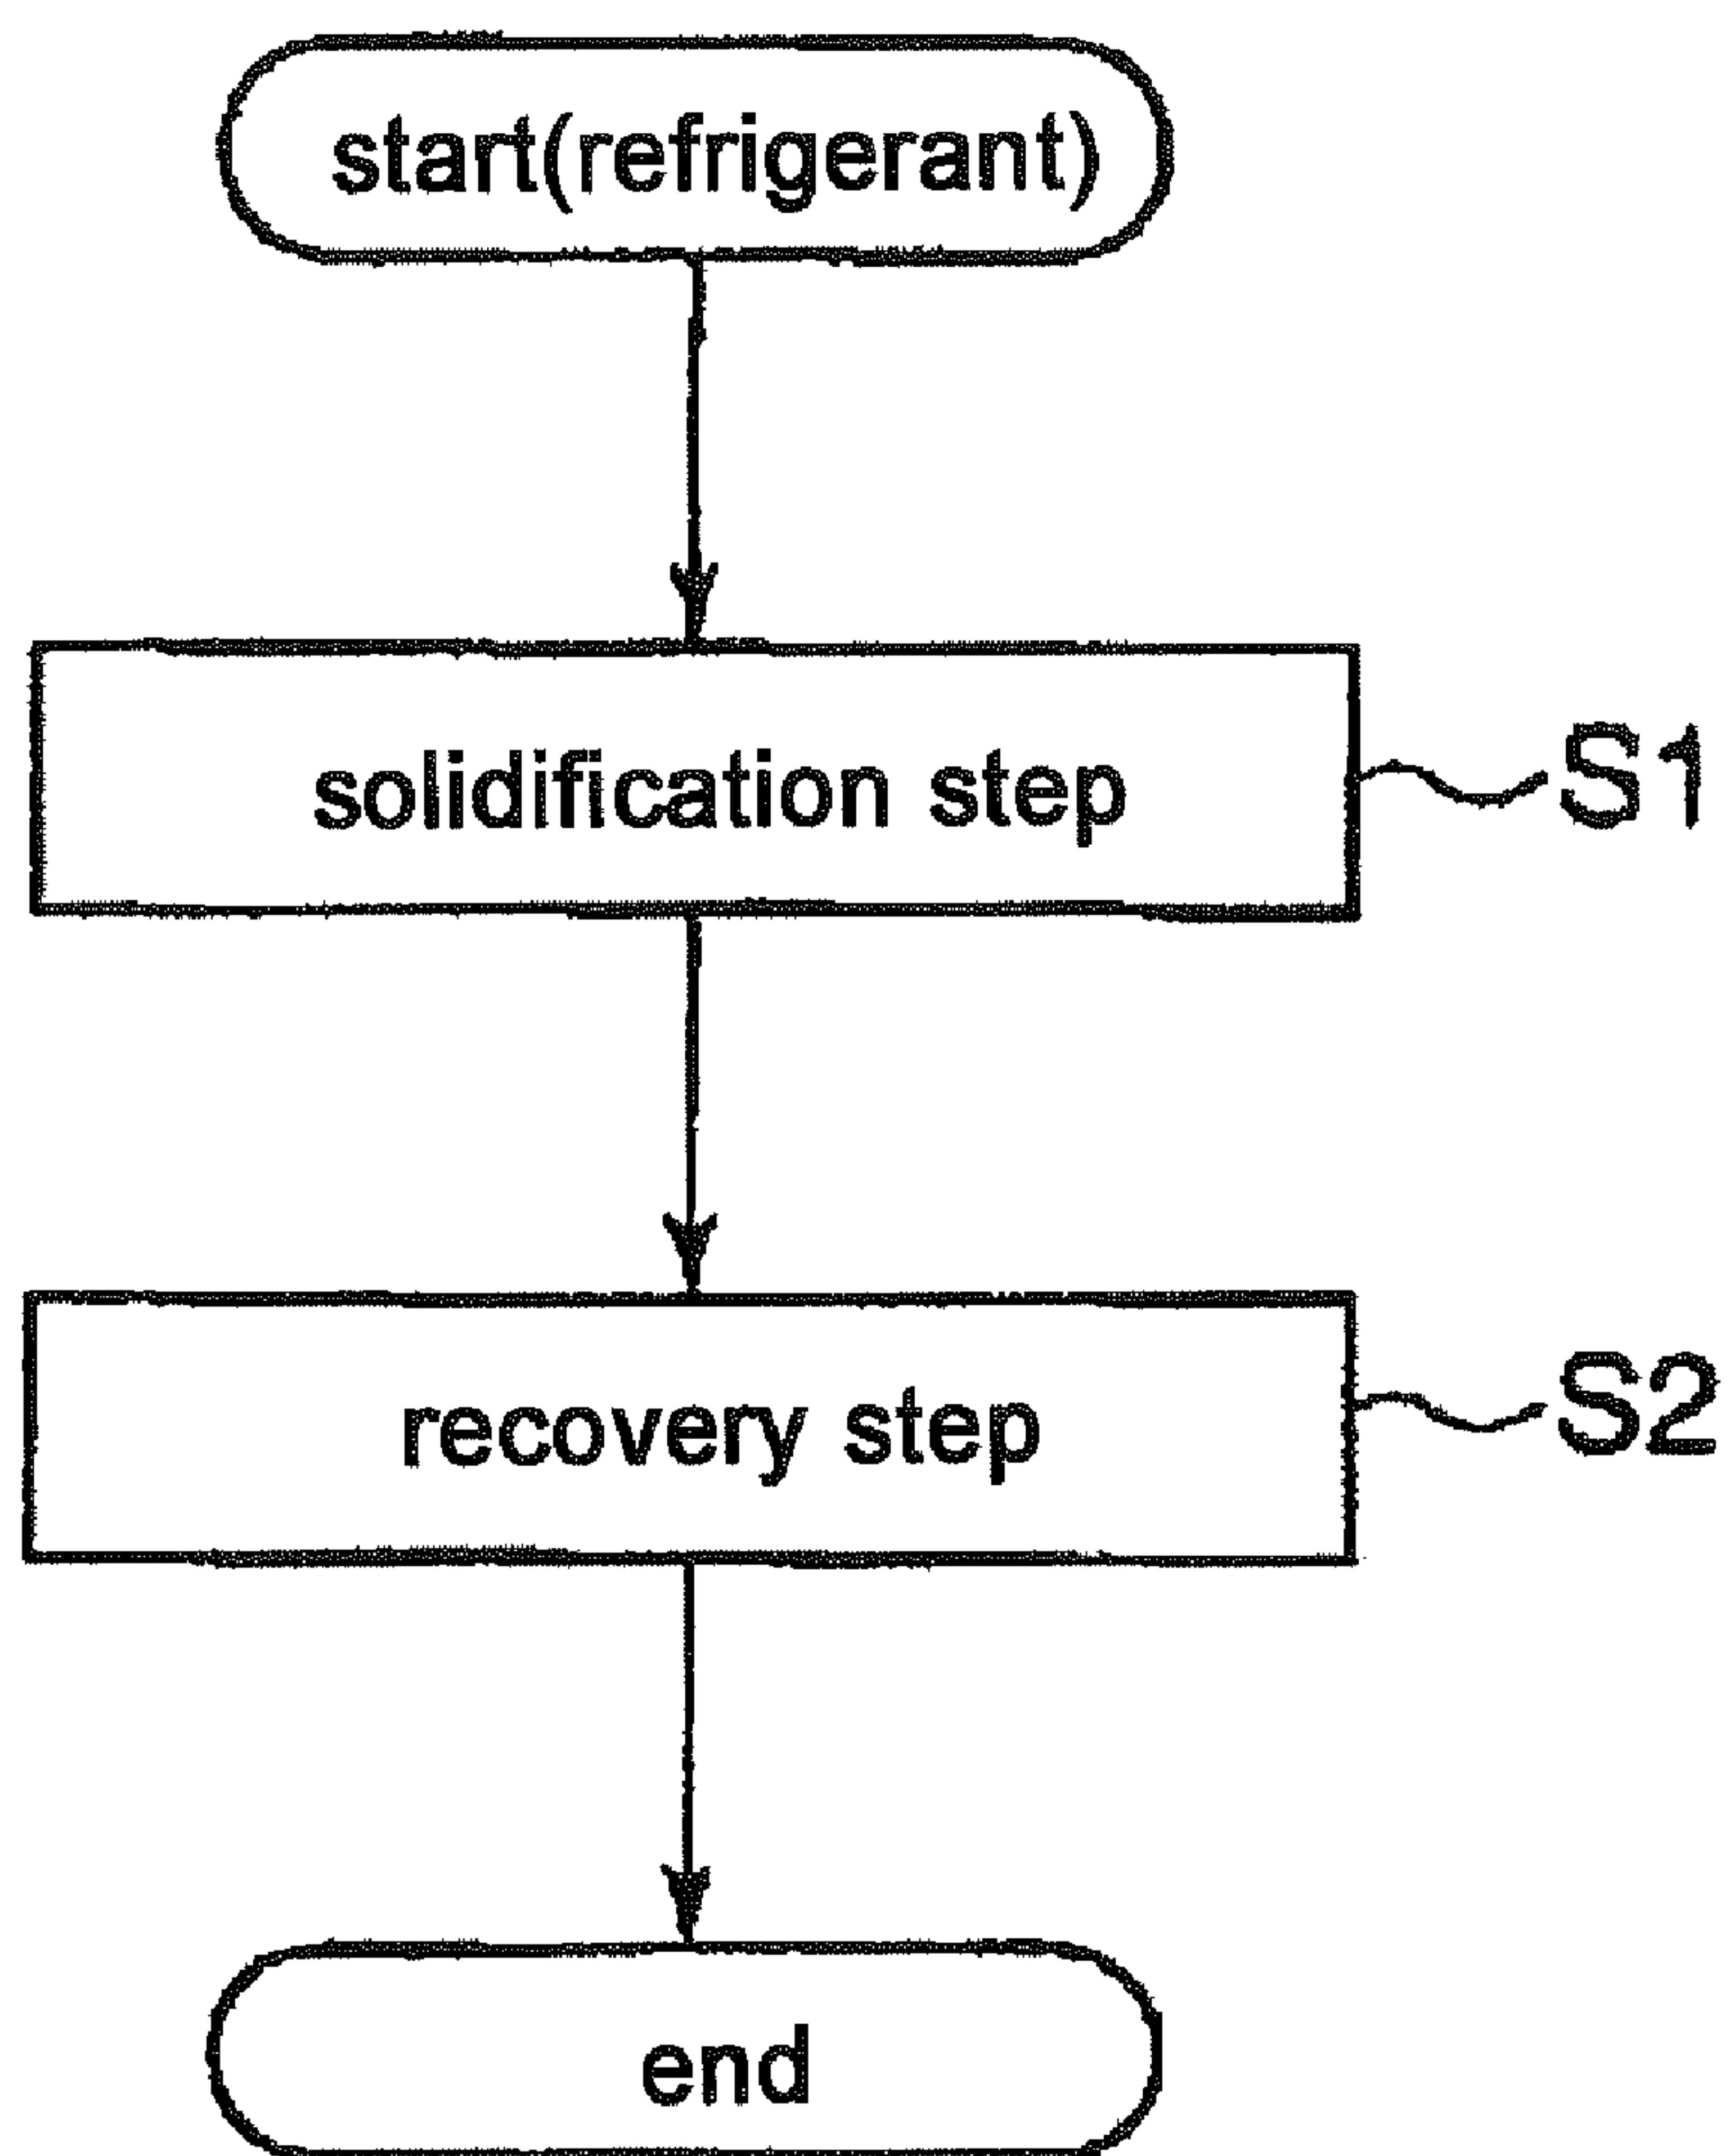 start(refrigerant)
solidification step
S1
recovery step
S2
end